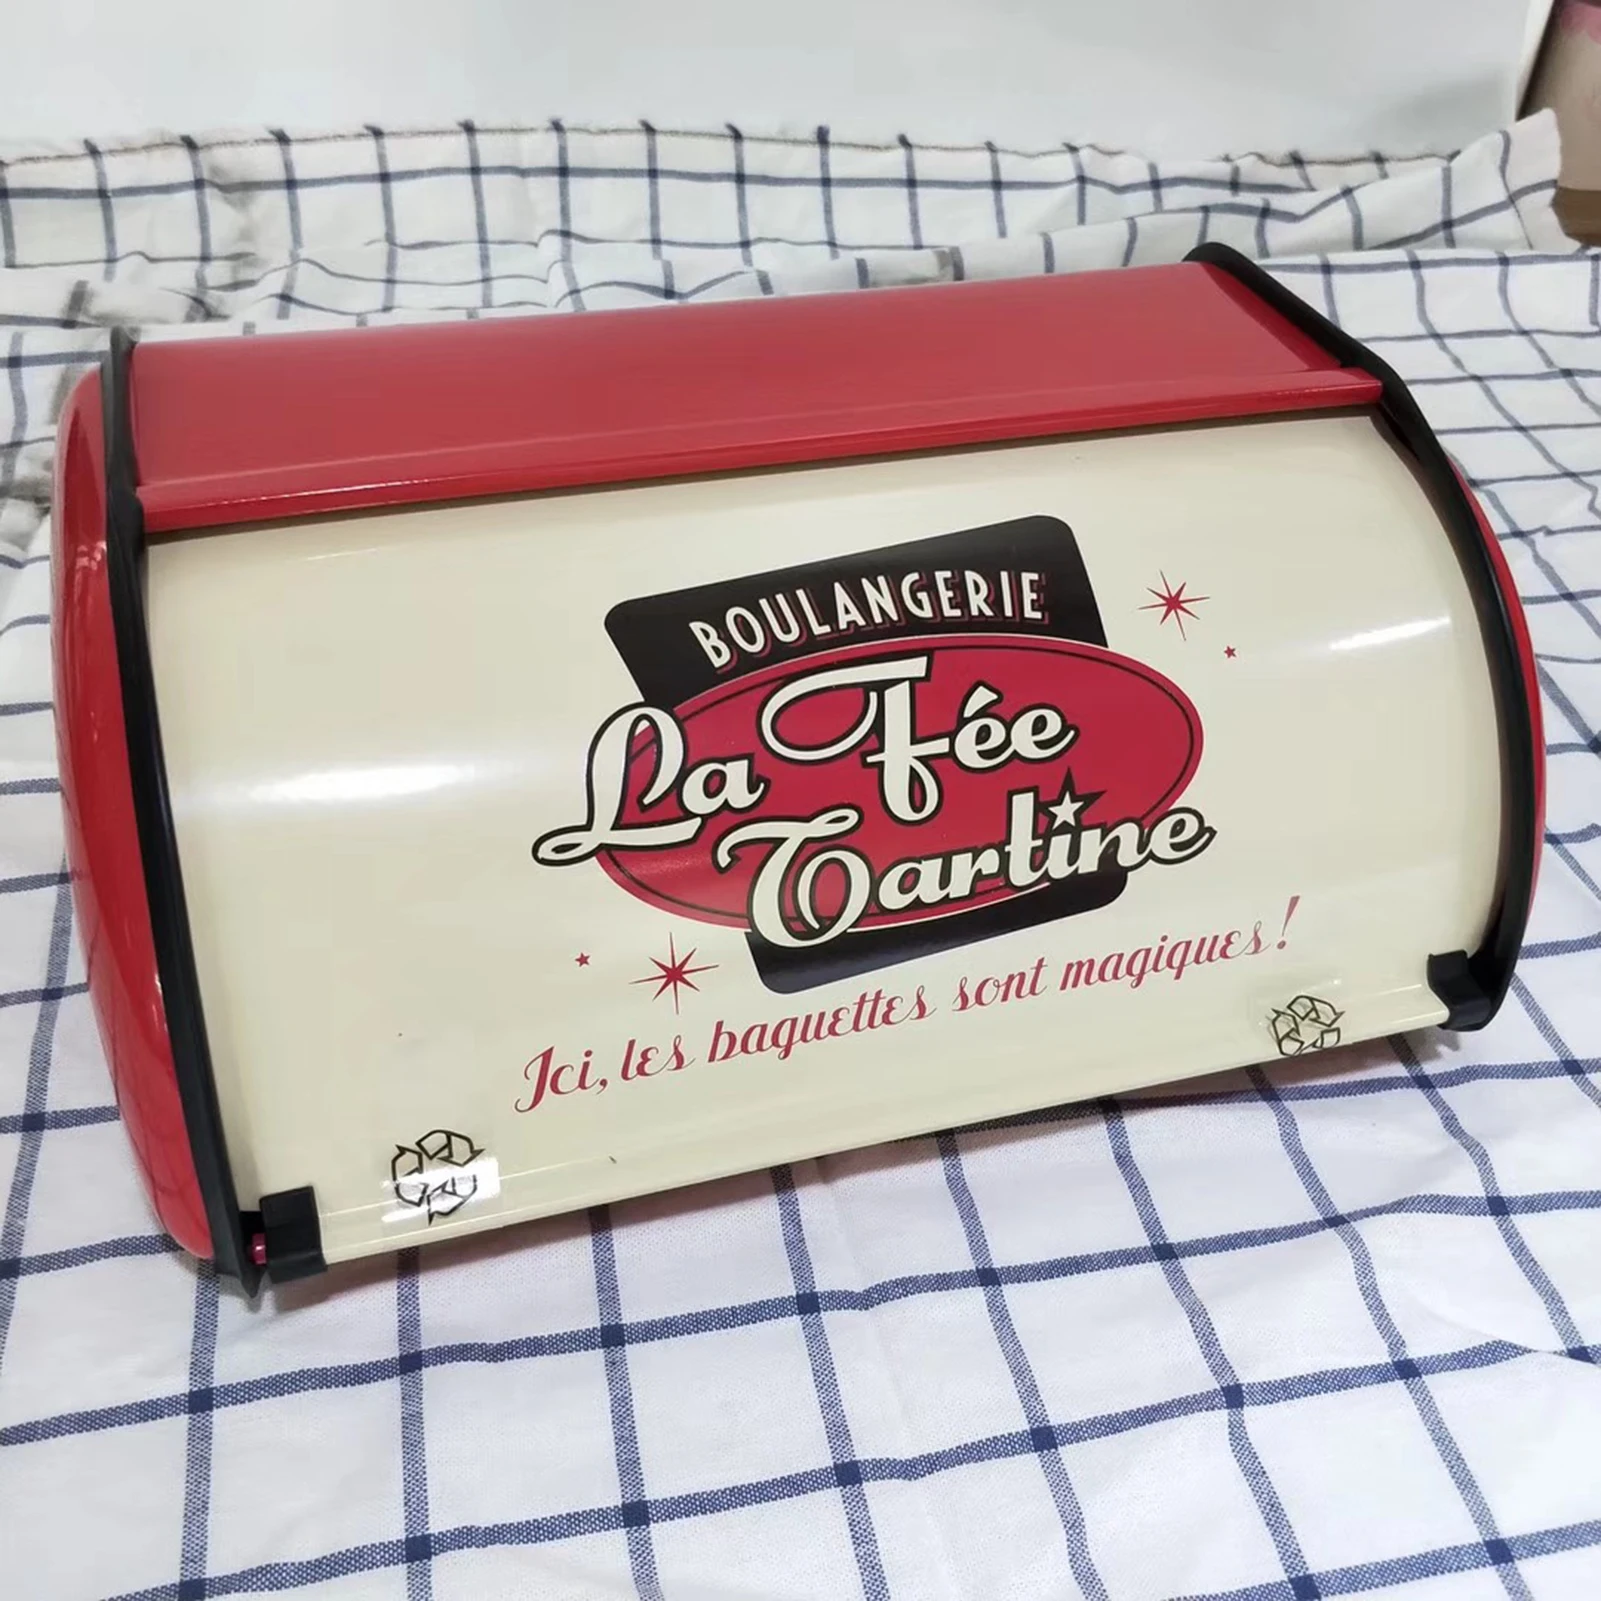 BOULANGERIE
La Fée
Tartine
Ici, les baguettes sont magiques!